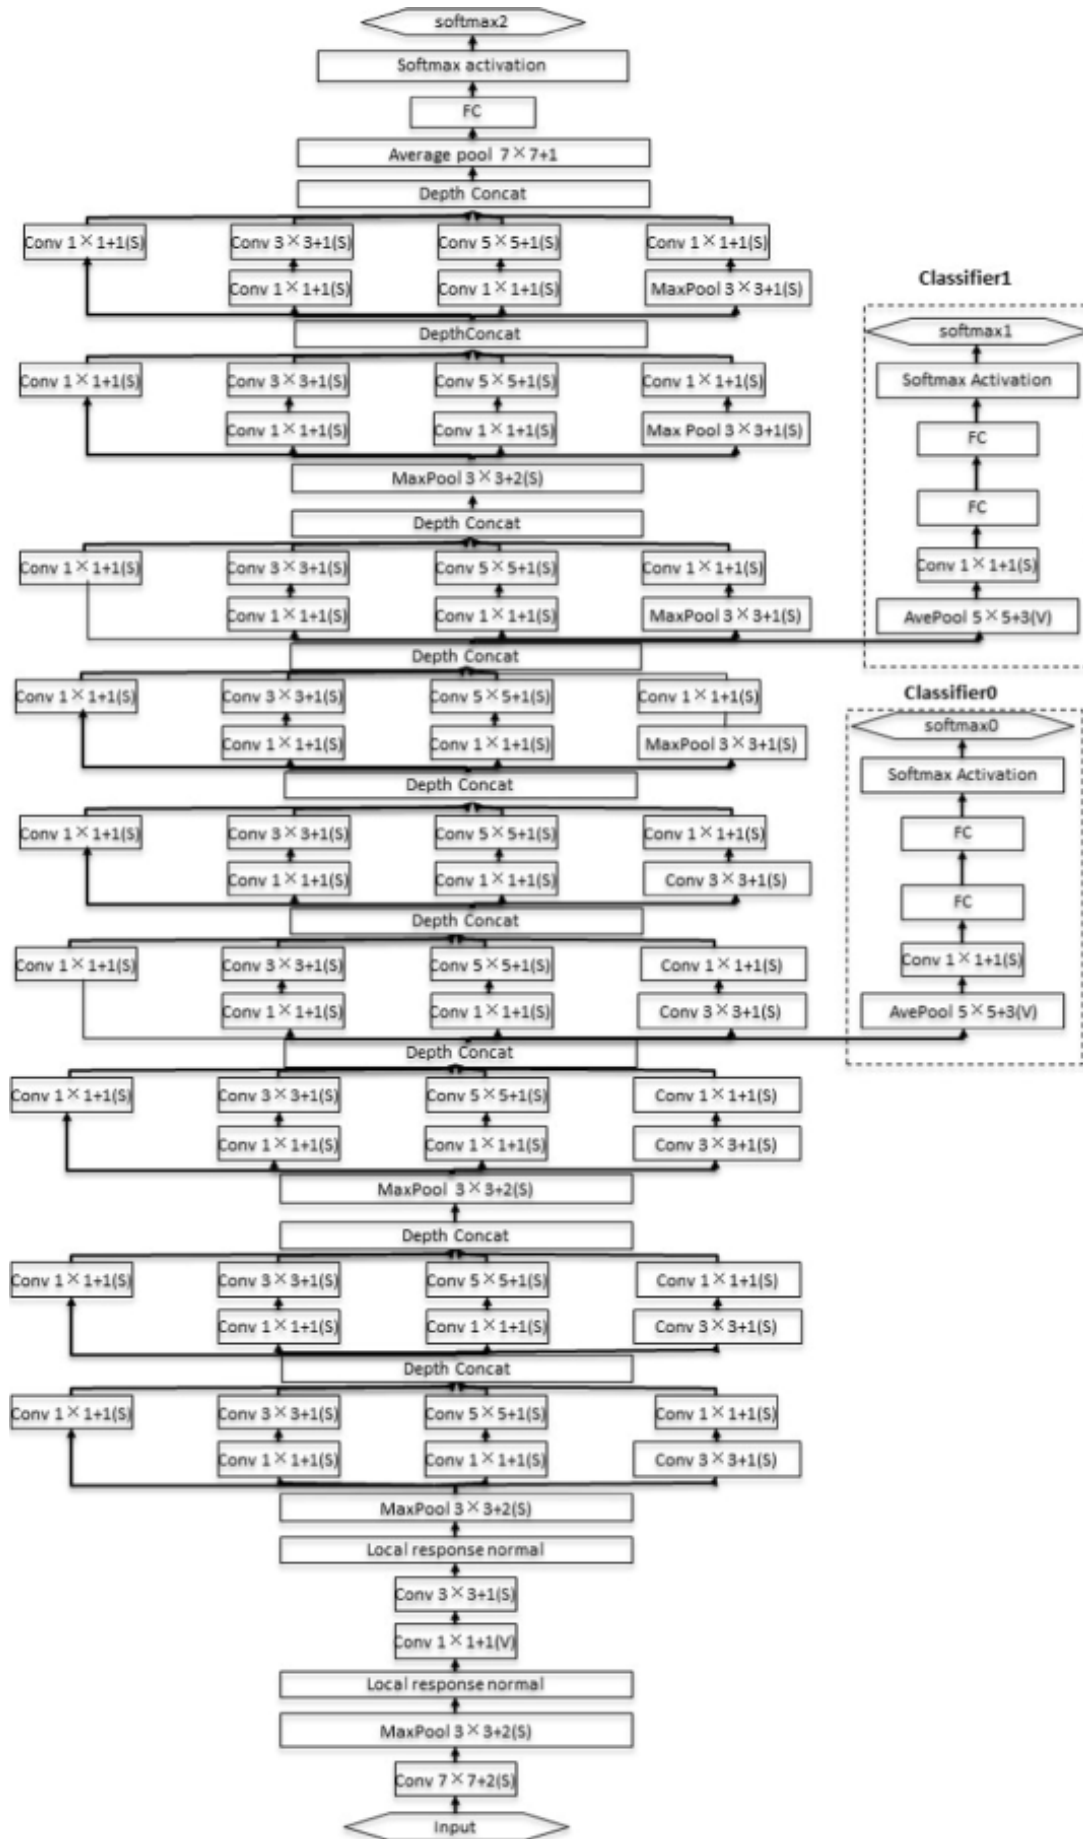 softmax2
Softmax activation
FC
Average pool 7×7+1
Depth Concat
Conv 1×1+1(S) Conv 3×3+1(S) Conv 5×5+1(S) Conv 1×1+1(S)
Conv 1×1+1(S) Conv 1×1+1(S) MaxPool 3×3+1(S)
DepthConcat
Conv 1×1+1(S) Conv 3×3+1(S) Conv 5×5+1(S) Conv 1×1+1(S)
Conv 1×1+1(S) Conv 1×1+1(S) Max Pool 3×3+1(S)
MaxPool 3×3+2(S)
Depth Concat
Conv 1×1+1(S) Conv 3×3+1(S) Conv 5×5+1(S) Conv 1×1+1(S)
Conv 1×1+1(S) Conv 1×1+1(S) MaxPool 3×3+1(S)
Depth Concat
Conv 1×1+1(S) Conv 3×3+1(S) Conv 5×5+1(S) Conv 1×1+1(S)
Conv 1×1+1(S) Conv 1×1+1(S) MaxPool 3×3+1(S)
Depth Concat
Conv 1×1+1(S) Conv 3×3+1(S) Conv 5×5+1(S) Conv 1×1+1(S)
Conv 1×1+1(S) Conv 1×1+1(S) Conv 3×3+1(S)
Depth Concat
Conv 1×1+1(S) Conv 3×3+1(S) Conv 5×5+1(S) Conv 1×1+1(S)
Conv 1×1+1(S) Conv 1×1+1(S) Conv 3×3+1(S)
Depth Concat
Conv 1×1+1(S) Conv 3×3+1(S) Conv 5×5+1(S) Conv 1×1+1(S)
Conv 1×1+1(S) Conv 1×1+1(S) Conv 3×3+1(S)
MaxPool 3×3+2(S)
Depth Concat
Conv 1×1+1(S) Conv 3×3+1(S) Conv 5×5+1(S) Conv 1×1+1(S)
Conv 1×1+1(S) Conv 1×1+1(S) Conv 3×3+1(S)
Depth Concat
Conv 1×1+1(S) Conv 3×3+1(S) Conv 5×5+1(S) Conv 1×1+1(S)
Conv 1×1+1(S) Conv 1×1+1(S) Conv 3×3+1(S)
MaxPool 3×3+2(S)
Local response normal
Conv 3×3+1(S)
Conv 1×1+1(V)
Local response normal
MaxPool 3×3+2(S)
Conv 7×7+2(S)
Input
Classifier1
softmax1
Softmax Activation
FC
FC
Conv 1×1+1(S)
AvePool 5×5+3(V)
Classifier0
softmax0
Softmax Activation
FC
FC
Conv 1×1+1(S)
AvePool 5×5+3(V)